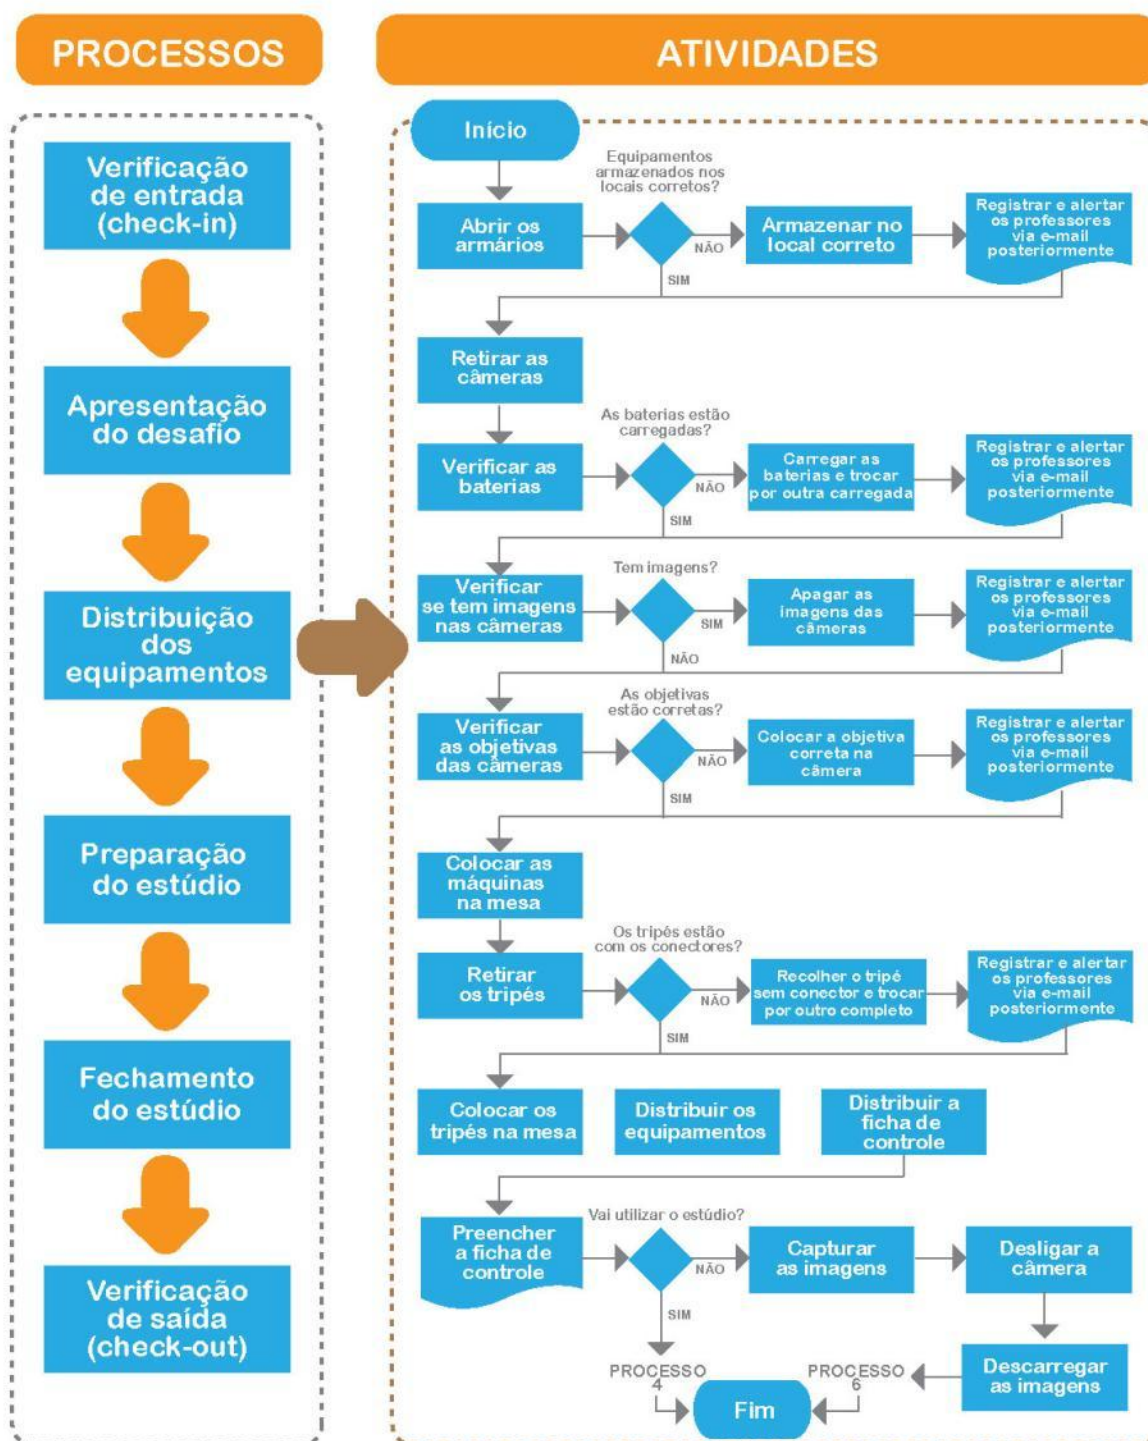 PROCESSOS
Verificação
de entrada
(check-in)
Apresentação
do desafio
Distribuição
dos
equipamentos
Preparação
do estúdio
Fechamento
do estúdio
Verificação
de saída
(check-out)
ATIVIDADES
Início
Abrir os
armários
Equipamentos
armazenados nos
locais corretos?
NÃO
SIM
Armazenar no
local correto
Registrar e alertar
os professores
via e-mail
posteriormente
Retirar as
câmeras
Verificar as
baterias
As baterias estão
carregadas?
NÃO
SIM
Carregar as
baterias e trocar
por outra carregada
Registrar e alertar
os professores
via e-mail
posteriormente
Verificar
se tem imagens
nas câmeras
Tem imagens?
SIM
NÃO
Apagar as
imagens das
câmeras
Registrar e alertar
os professores
via e-mail
posteriormente
Verificar
as objetivas
das câmeras
As objetivas
estão corretas?
NÃO
SIM
Colocar a objetiva
correta na
câmera
Registrar e alertar
os professores
via e-mail
posteriormente
Colocar as
máquinas
na mesa
Retirar
os tripés
Os tripés estão
com os conectores?
NÃO
SIM
Recolher o tripé
sem conector e trocar
por outro completo
Registrar e alertar
os professores
via e-mail
posteriormente
Colocar os
tripés na mesa
Distribuir os
equipamentos
Distribuir a
ficha de
controle
Preencher
a ficha de
controle
Vai utilizar o estúdio?
NÃO
SIM
Capturar
as imagens
Desligar a
câmera
Descarregar
as imagens
PROCESSO
4
PROCESSO
6
Fim